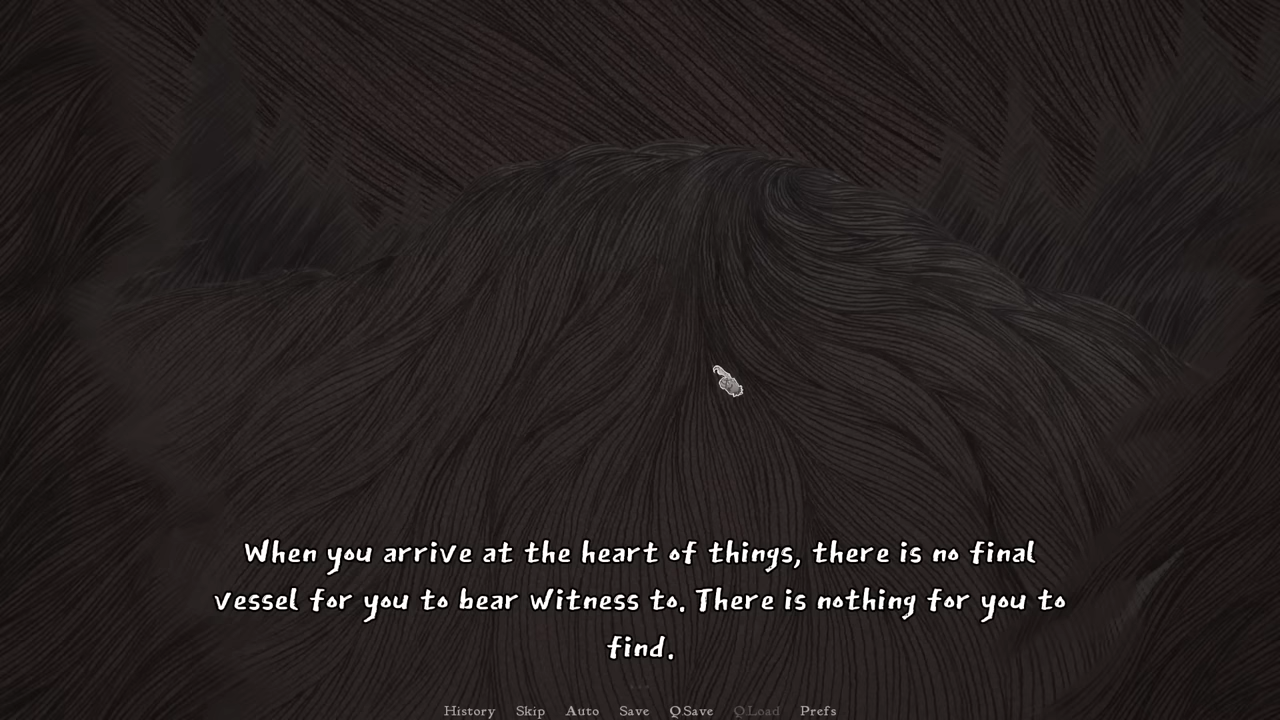 When you arrive at the heart of things, there is no final
vessel for you to bear witness to. There is nothing for you to
find.
History Skip Auto Save Q.Save Q.Load Prefs